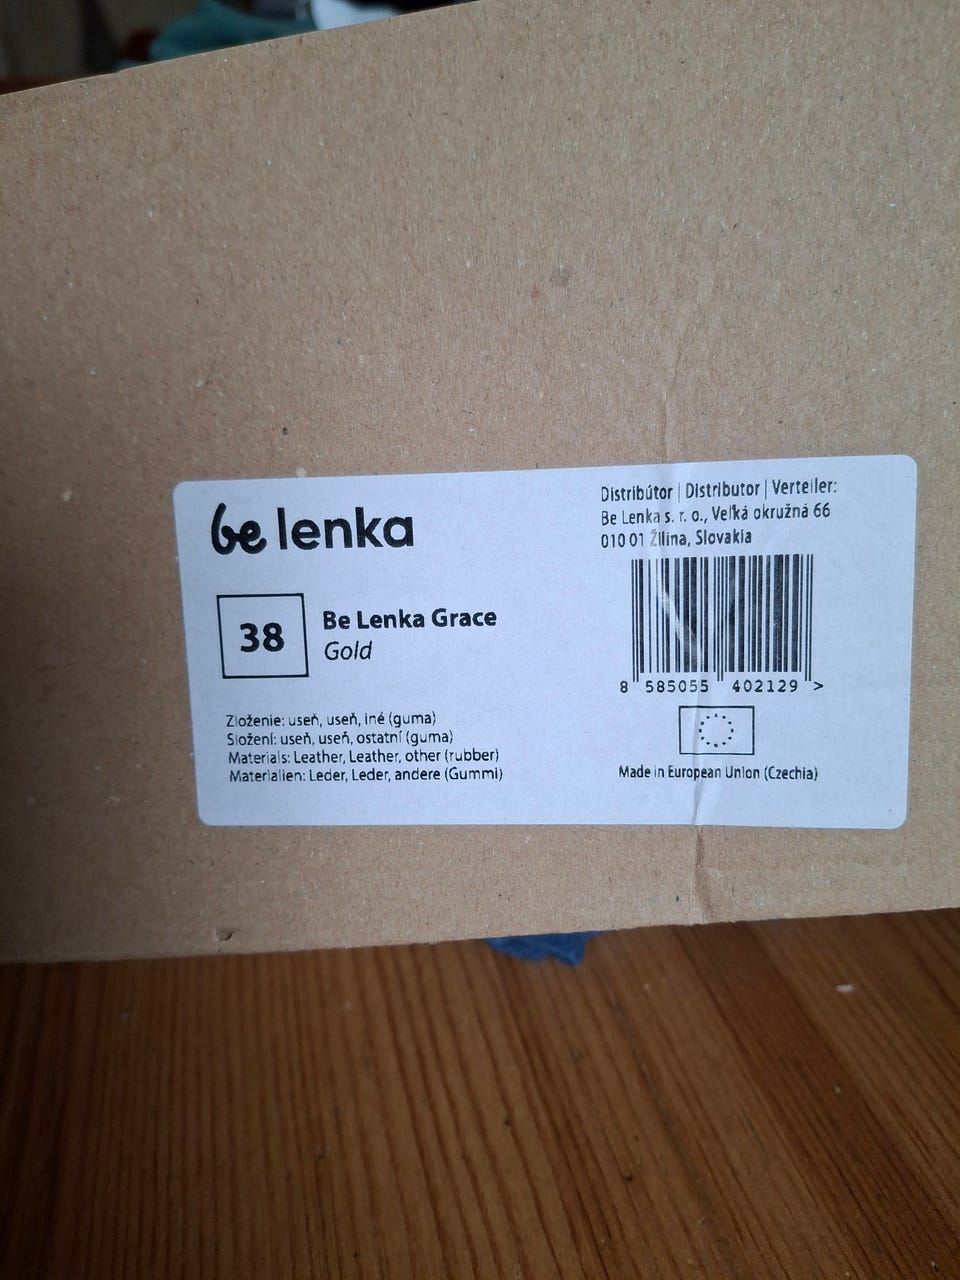 be lenka
38
Be Lenka Grace
Gold
Zloženie: useň, useň, iné (guma)
Složení: useň, useň, ostatní (guma)
Materials: Leather, Leather, other (rubber)
Materialien: Leder, Leder, andere (Gummi)
Distribútor | Distributor | Verteiler:
Be Lenka s. r. o., Veľká okružná 66
010 01 Žilina, Slovakia
8 585055 402129 >
Made in European Union (Czechia)